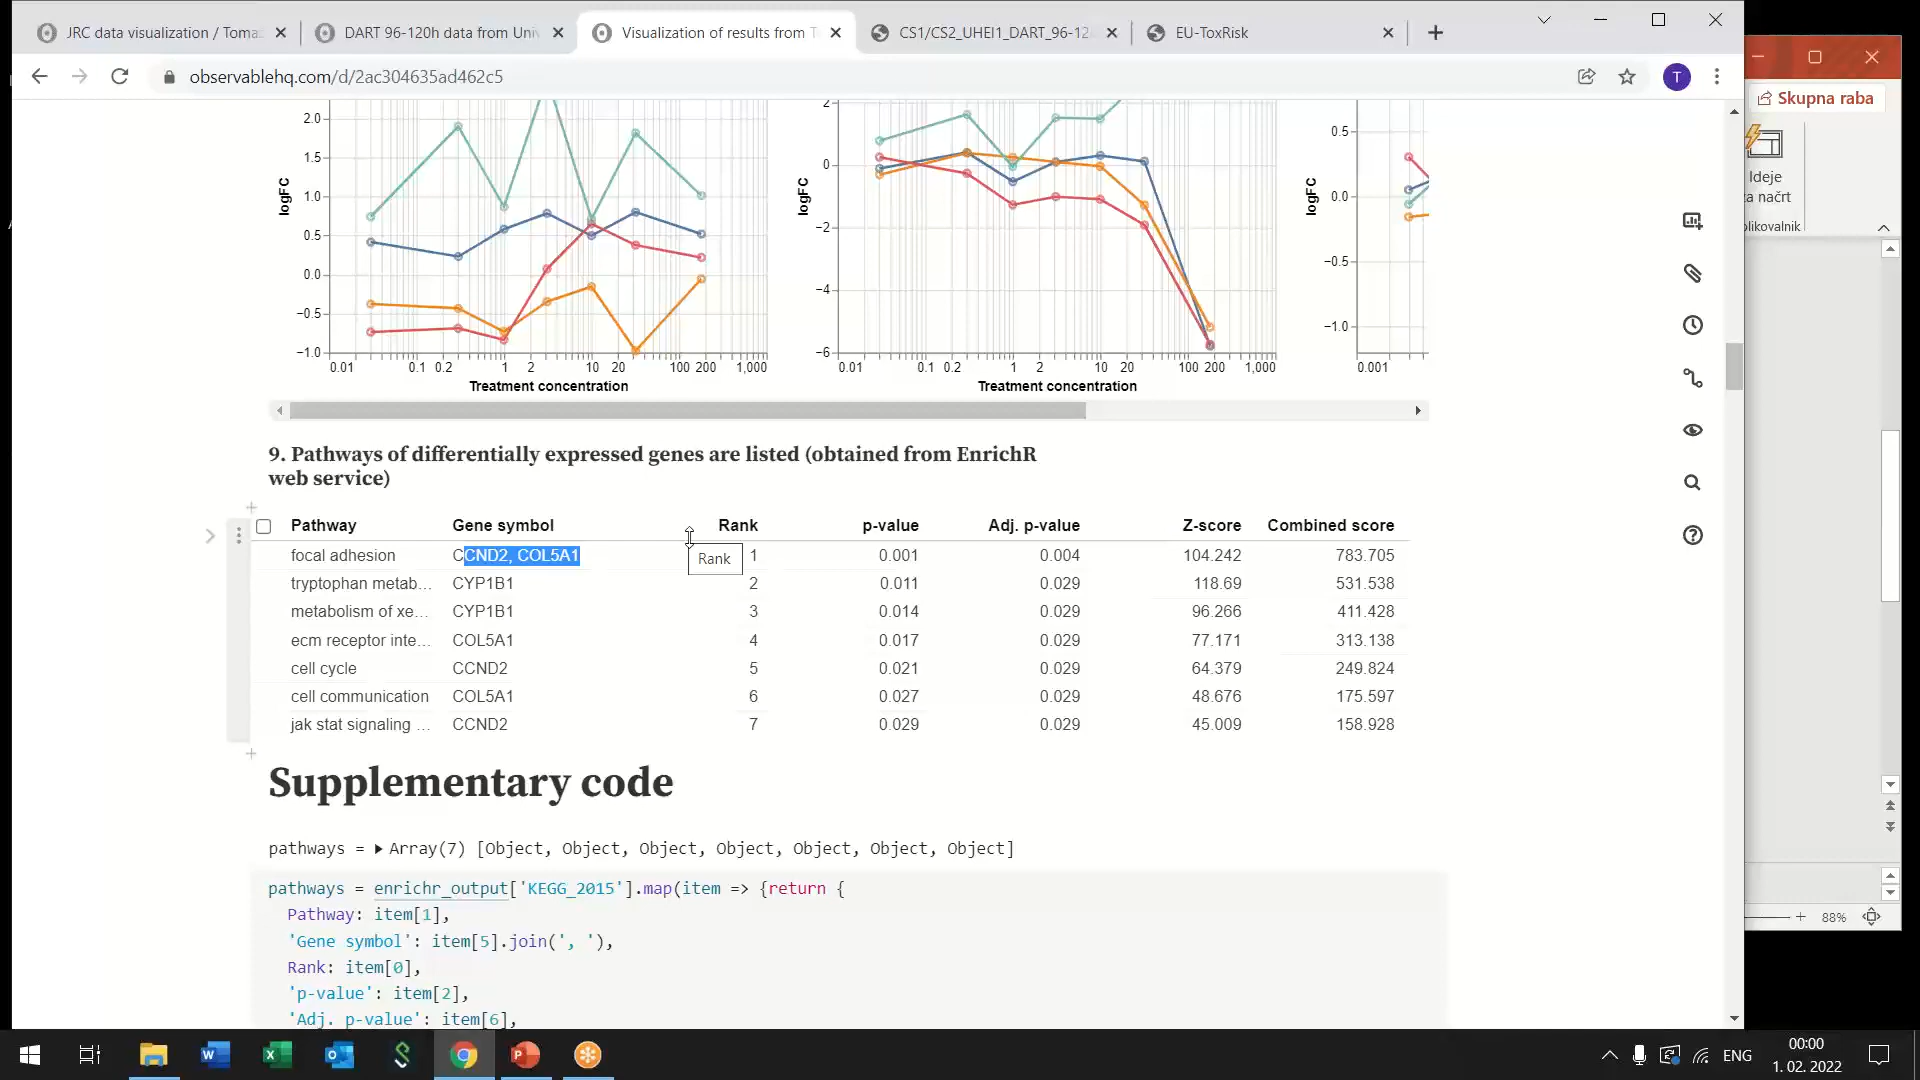 JRC data visualization / Toma
DART 96-120h data from Univ
Visualization of results from T
CS1/CS2_UHEI1_DART_96-12
EU-ToxRisk
observablehq.com/d/2ac304635ad462c5
T
Skupna raba
Ideje
za načrt
blikovalnik
logFC
2.0
1.5
1.0
0.5
0.0
−0.5
−1.0
0.01 0.1 0.2 1 2 10 20 100 200 1,000
Treatment concentration
logFC
2
0
−2
−4
−6
0.01 0.1 0.2 1 2 10 20 100 200 1,000
Treatment concentration
logFC
0.5
0.0
−0.5
−1.0
0.001
9. Pathways of differentially expressed genes are listed (obtained from EnrichR
web service)
Pathway Gene symbol Rank p-value Adj. p-value Z-score Combined score
focal adhesion CCND2, COL5A1 1 0.001 0.004 104.242 783.705
Rank
tryptophan metab... CYP1B1 2 0.011 0.029 118.69 531.538
metabolism of xe... CYP1B1 3 0.014 0.029 96.266 411.428
ecm receptor inte... COL5A1 4 0.017 0.029 77.171 313.138
cell cycle CCND2 5 0.021 0.029 64.379 249.824
cell communication COL5A1 6 0.027 0.029 48.676 175.597
jak stat signaling ... CCND2 7 0.029 0.029 45.009 158.928
Supplementary code
pathways = ▸ Array(7) [Object, Object, Object, Object, Object, Object, Object]
pathways = enrichr_output['KEGG_2015'].map(item => {return {
Pathway: item[1],
'Gene symbol': item[5].join(', '),
Rank: item[0],
'p-value': item[2],
'Adj. p-value': item[6],
88%
ENG
00:00
1. 02. 2022